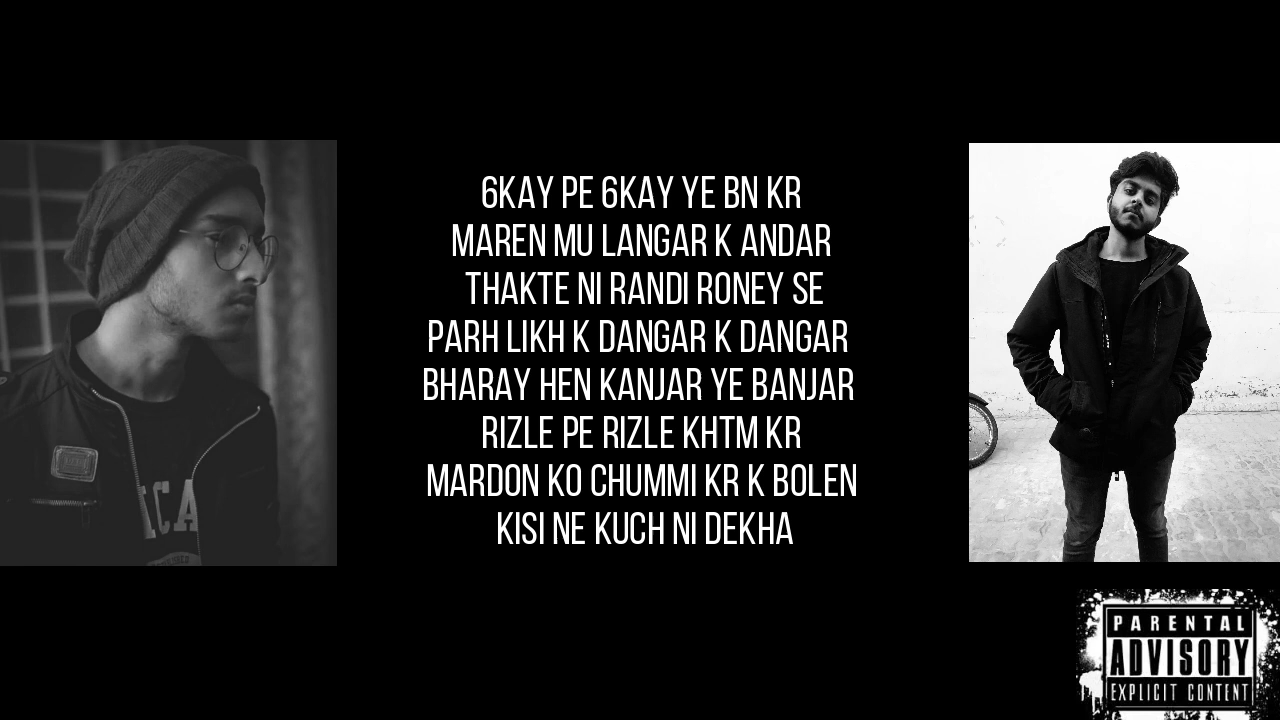 6KAY PE 6KAY YE BN KR
MAREN MU LANGAR K ANDAR
THAKTE NI RANDI RONEY SE
PARH LIKH K DANGAR K DANGAR
BHARAY HEN KANJAR YE BANJAR
RIZLE PE RIZLE KHTM KR
MARDON KO CHUMMI KR K BOLEN
KISI NE KUCH NI DEKHA
ICA
PARENTAL
ADVISORY
EXPLICIT CONTENT